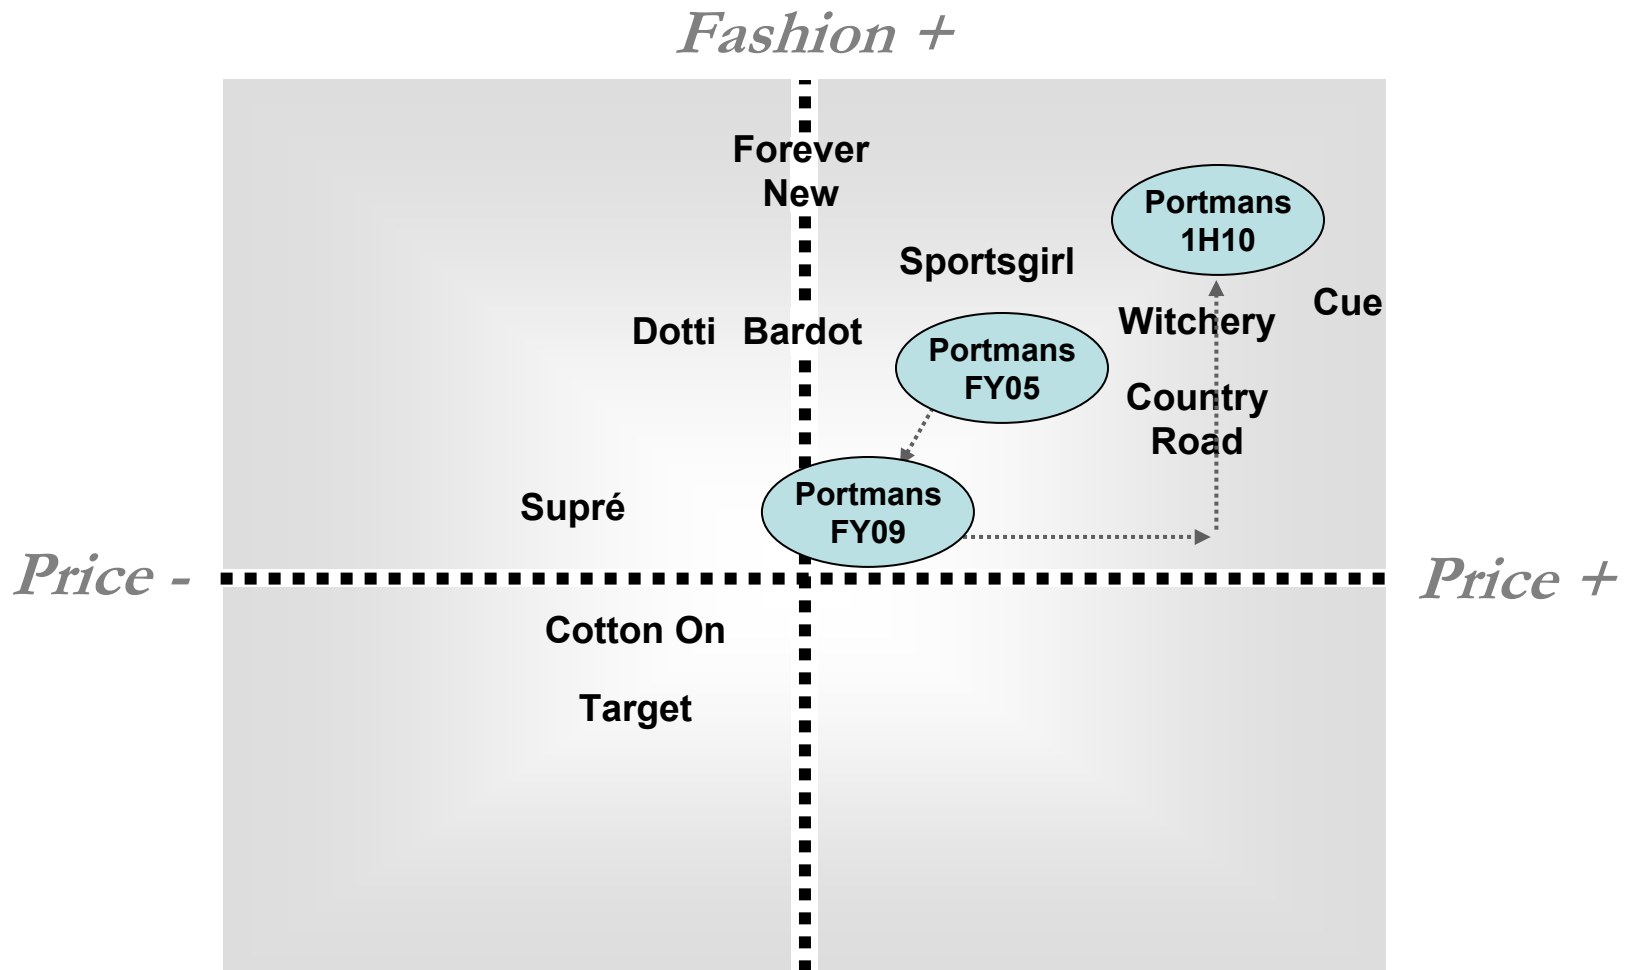 Fashion +
Forever
New
Portmans
1H10
Sportsgirl
Cue
Witchery
Dotti
Bardot
Portmans
FY05
Country
Road
Portmans
FY09
Supré
Price -
Price +
Cotton On
Target